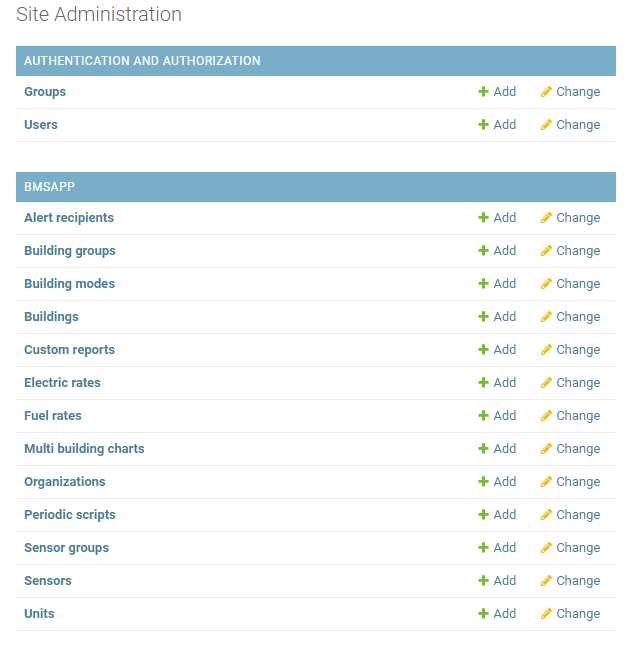 Site Administration
AUTHENTICATION AND AUTHORIZATION
Groups Add Change
Users Add Change
BMSAPP
Alert recipients Add Change
Building groups Add Change
Building modes Add Change
Buildings Add Change
Custom reports Add Change
Electric rates Add Change
Fuel rates Add Change
Multi building charts Add Change
Organizations Add Change
Periodic scripts Add Change
Sensor groups Add Change
Sensors Add Change
Units Add Change